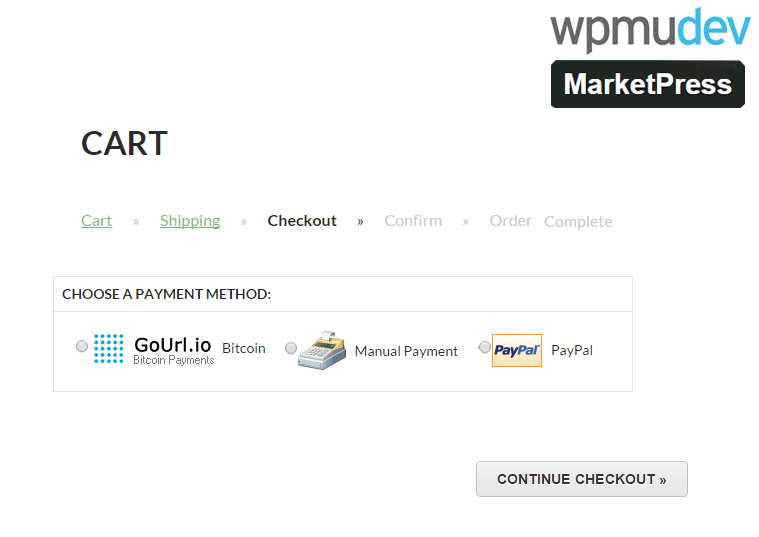 wpmudev
MarketPress
CART
Cart » Shipping » Checkout » Confirm » Order Complete
CHOOSE A PAYMENT METHOD:
GoUrl.io Bitcoin Manual Payment PayPal PayPal
Bitcoin Payments
CONTINUE CHECKOUT »